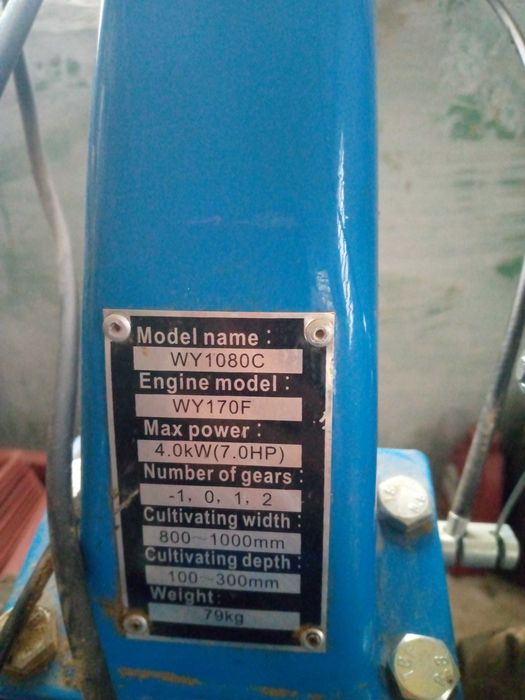 Model name：
WY1080C
Engine model：
WY170F
Max power：
4.0kW(7.0HP)
Number of gears：
-1, 0, 1, 2
Cultivating width：
800~1000mm
Cultivating depth：
100~300mm
Weight：
79kg